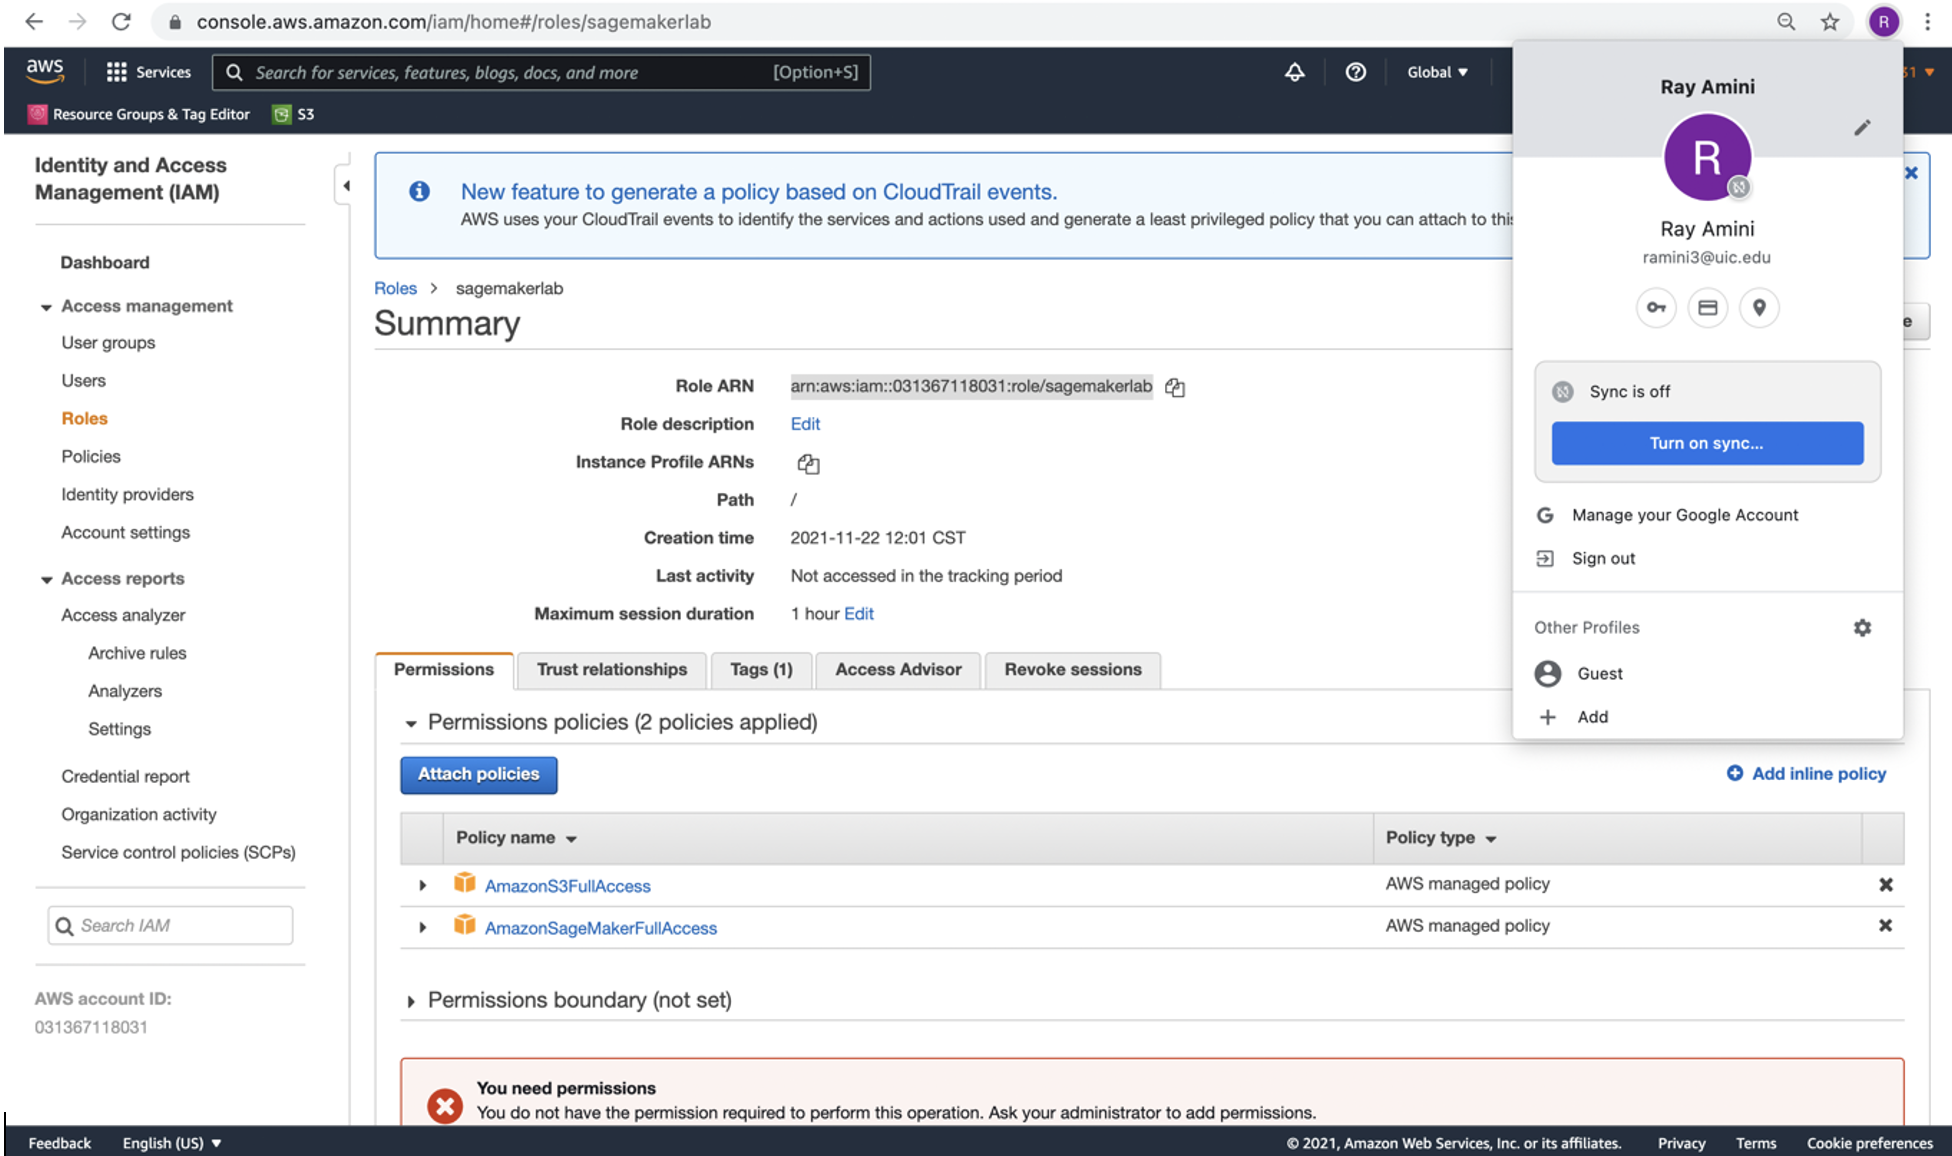 console.aws.amazon.com/iam/home#/roles/sagemakerlab
R
aws
Services
Search for services, features, blogs, docs, and more
[Option+S]
Global ▼
31 ▼
Resource Groups & Tag Editor
S3
Identity and Access
Management (IAM)
Dashboard
Access management
User groups
Users
Roles
Policies
Identity providers
Account settings
Access reports
Access analyzer
Archive rules
Analyzers
Settings
Credential report
Organization activity
Service control policies (SCPs)
Search IAM
AWS account ID:
031367118031
New feature to generate a policy based on CloudTrail events.
AWS uses your CloudTrail events to identify the services and actions used and generate a least privileged policy that you can attach to this
Roles > sagemakerlab
Summary
Role ARN arn:aws:iam::031367118031:role/sagemakerlab
Role description Edit
Instance Profile ARNs
Path /
Creation time 2021-11-22 12:01 CST
Last activity Not accessed in the tracking period
Maximum session duration 1 hour Edit
Permissions
Trust relationships
Tags (1)
Access Advisor
Revoke sessions
Permissions policies (2 policies applied)
Attach policies
Add inline policy
Policy name
Policy type
AmazonS3FullAccess AWS managed policy
AmazonSageMakerFullAccess AWS managed policy
Permissions boundary (not set)
You need permissions
You do not have the permission required to perform this operation. Ask your administrator to add permissions.
Ray Amini
R
Ray Amini
ramini3@uic.edu
Sync is off
Turn on sync...
G Manage your Google Account
Sign out
Other Profiles
Guest
Add
Feedback
English (US) ▼
© 2021, Amazon Web Services, Inc. or its affiliates.
Privacy
Terms
Cookie preferences